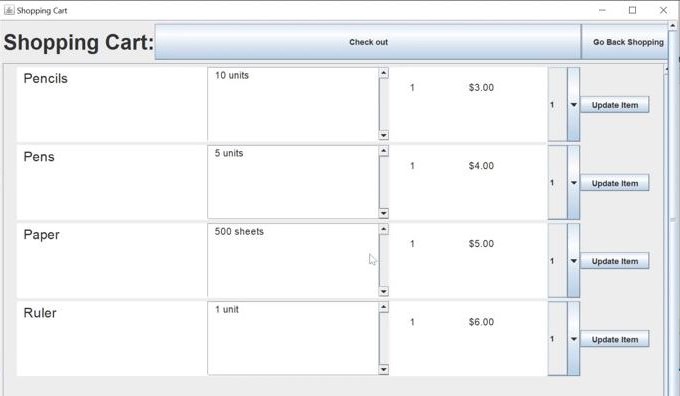 Shopping Cart
Shopping Cart: Check out Go Back Shopping
Pencils 10 units 1 $3.00 1 Update Item
Pens 5 units 1 $4.00 1 Update Item
Paper 500 sheets 1 $5.00 1 Update Item
Ruler 1 unit 1 $6.00 1 Update Item